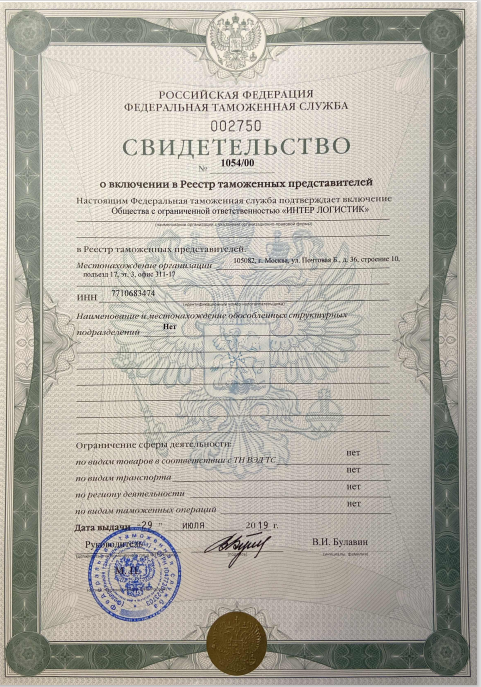 РОССИЙСКАЯ ФЕДЕРАЦИЯ
ФЕДЕРАЛЬНАЯ ТАМОЖЕННАЯ СЛУЖБА
002750
СВИДЕТЕЛЬСТВО
№ 1054/00
о включении в Реестр таможенных представителей
Настоящим Федеральная таможенная служба подтверждает включение
Общества с ограниченной ответственностью «ИНТЕР ЛОГИСТИК»
в Реестр таможенных представителей.
Местонахождение организации 105082, г. Москва, ул. Почтовая Б., д. 36, строение 10,
подъезд 17, эт. 3, офис 311-17
ИНН 7710683474
Наименование и местонахождение обособленных структурных
подразделений Нет
Ограничение сферы деятельности:
по видам товаров в соответствии с ТН ВЭД ТС нет
по видам транспорта нет
по региону деятельности нет
по видам таможенных операций нет
Дата выдачи "29" ИЮЛЯ 2019 г.
Руководитель В.И. Булавин
М.П.